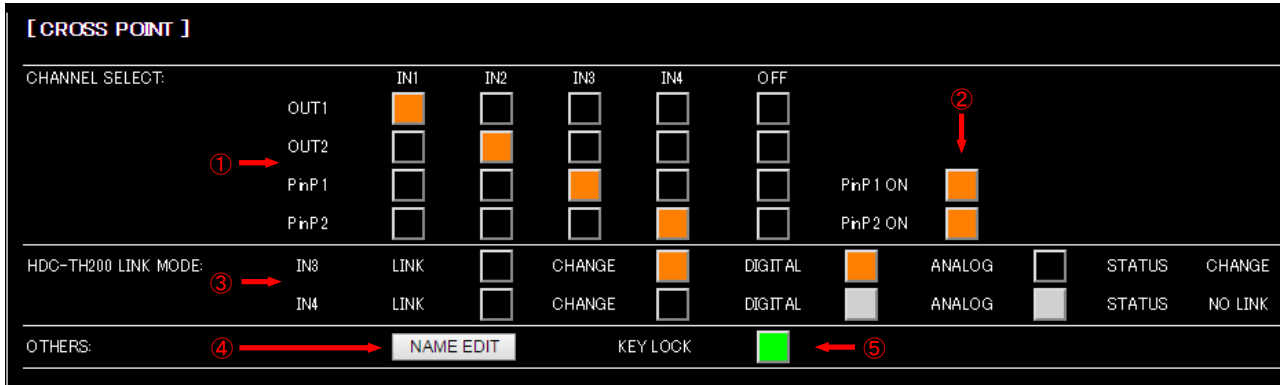 [ CROSS POINT ]
CHANNEL SELECT: IN1 IN2 IN3 IN4 OFF
OUT1 ②
OUT2
①
PinP1 PinP1 ON
PinP2 PinP2 ON
HDC-TH200 LINK MODE: IN3 LINK CHANGE DIGITAL ANALOG STATUS CHANGE
③
IN4 LINK CHANGE DIGITAL ANALOG STATUS NO LINK
OTHERS: ④ NAME EDIT KEY LOCK ⑤